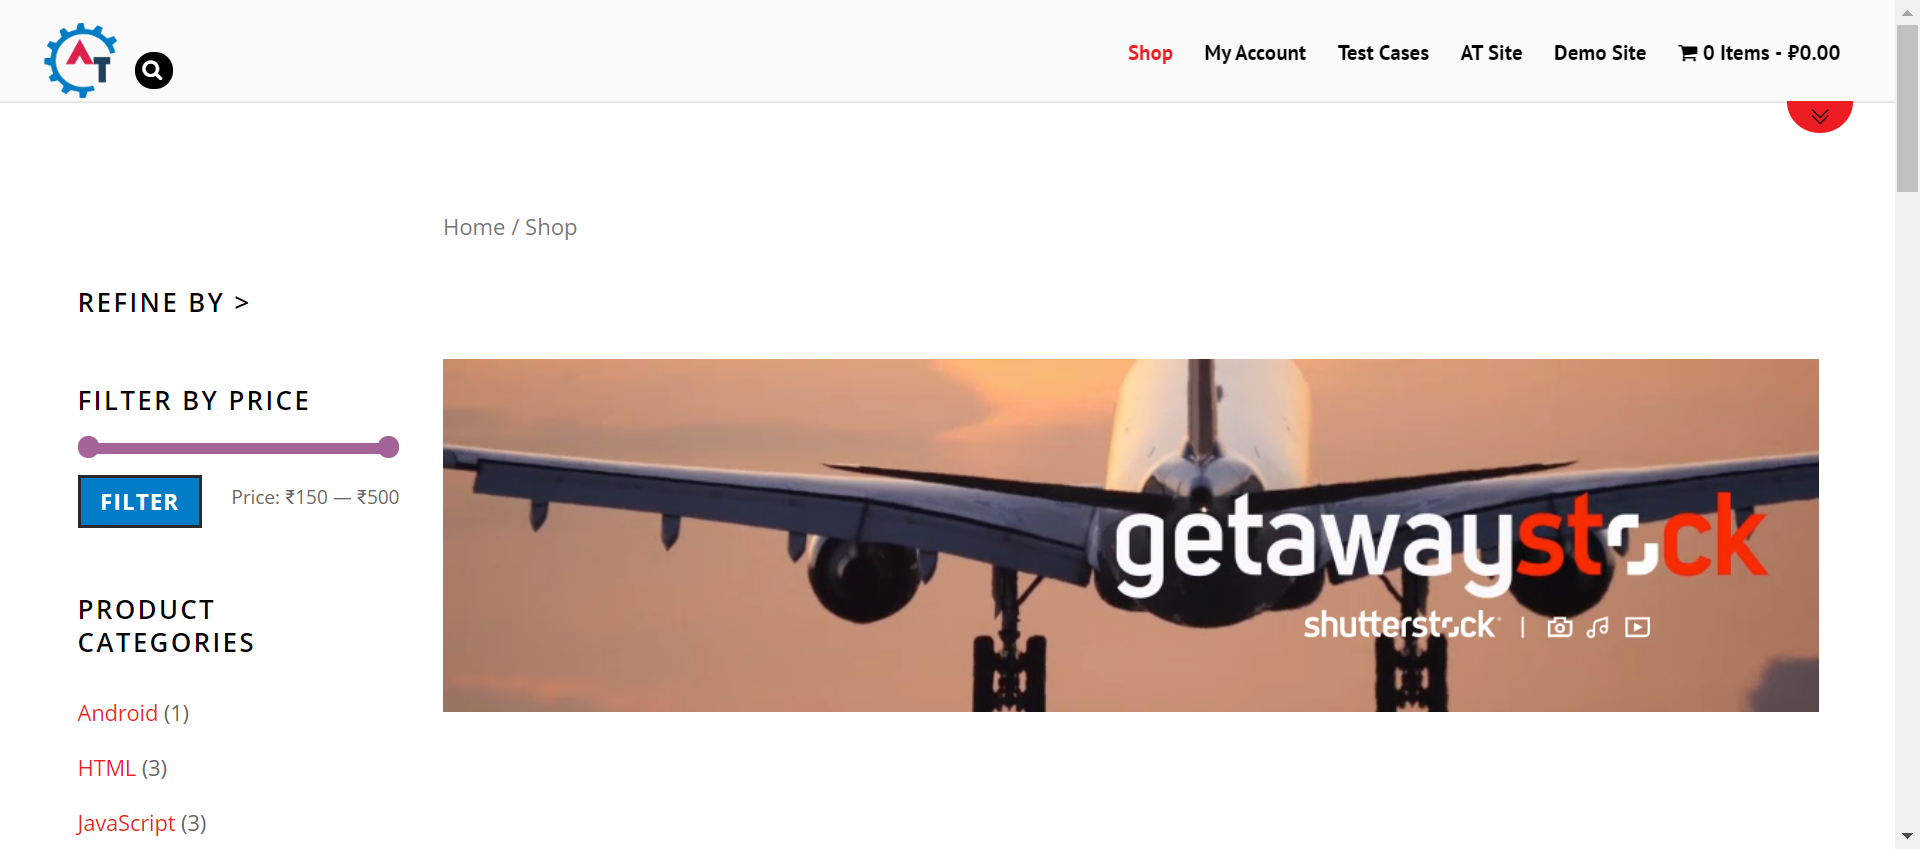 AT
Shop
My Account
Test Cases
AT Site
Demo Site
0 Items - ₽0.00
Home / Shop
REFINE BY >
FILTER BY PRICE
FILTER
Price: ₹150 — ₹500
getawaystock
shutterstock |
PRODUCT
CATEGORIES
Android (1)
HTML (3)
JavaScript (3)